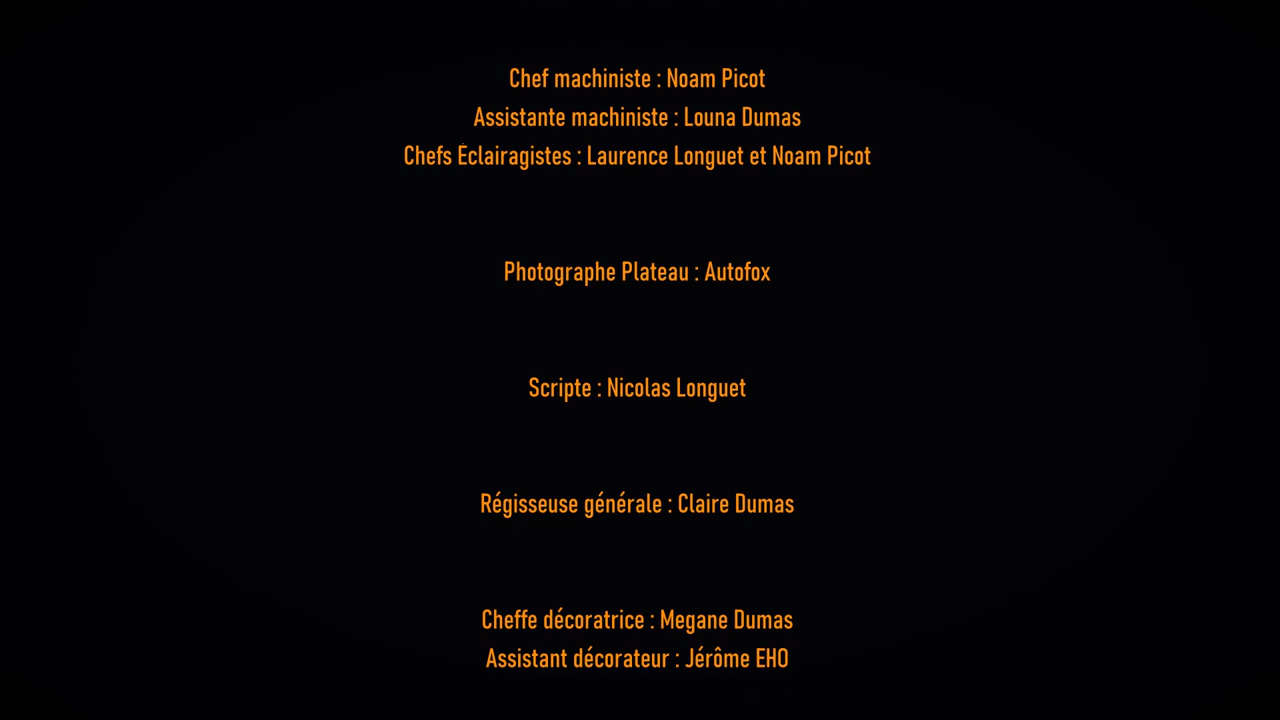 Chef machiniste : Noam Picot
Assistante machiniste : Louna Dumas
Chefs Éclairagistes : Laurence Longuet et Noam Picot
Photographe Plateau : Autofox
Scripte : Nicolas Longuet
Régisseuse générale : Claire Dumas
Cheffe décoratrice : Megane Dumas
Assistant décorateur : Jérôme EHO